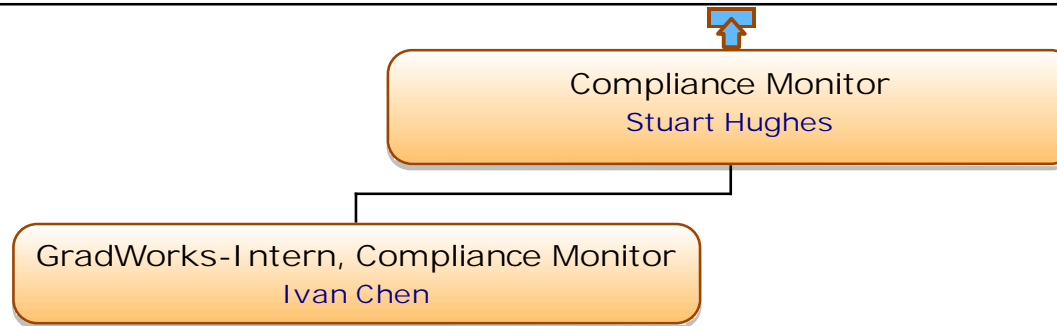 Compliance Monitor
Stuart Hughes
GradWorks-Intern, Compliance Monitor
Ivan Chen